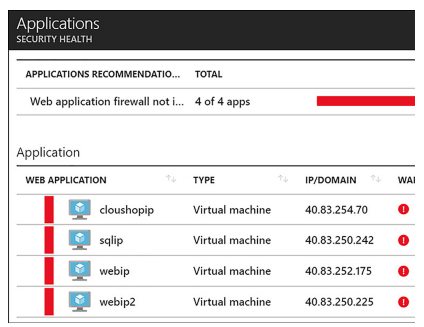 Applications
SECURITY HEALTH
APPLICATIONS RECOMMENDATIO... TOTAL
Web application firewall not i... 4 of 4 apps
Application
WEB APPLICATION TYPE IP/DOMAIN WAI
cloushopip Virtual machine 40.83.254.70
sqlip Virtual machine 40.83.250.242
webip Virtual machine 40.83.252.175
webip2 Virtual machine 40.83.250.225